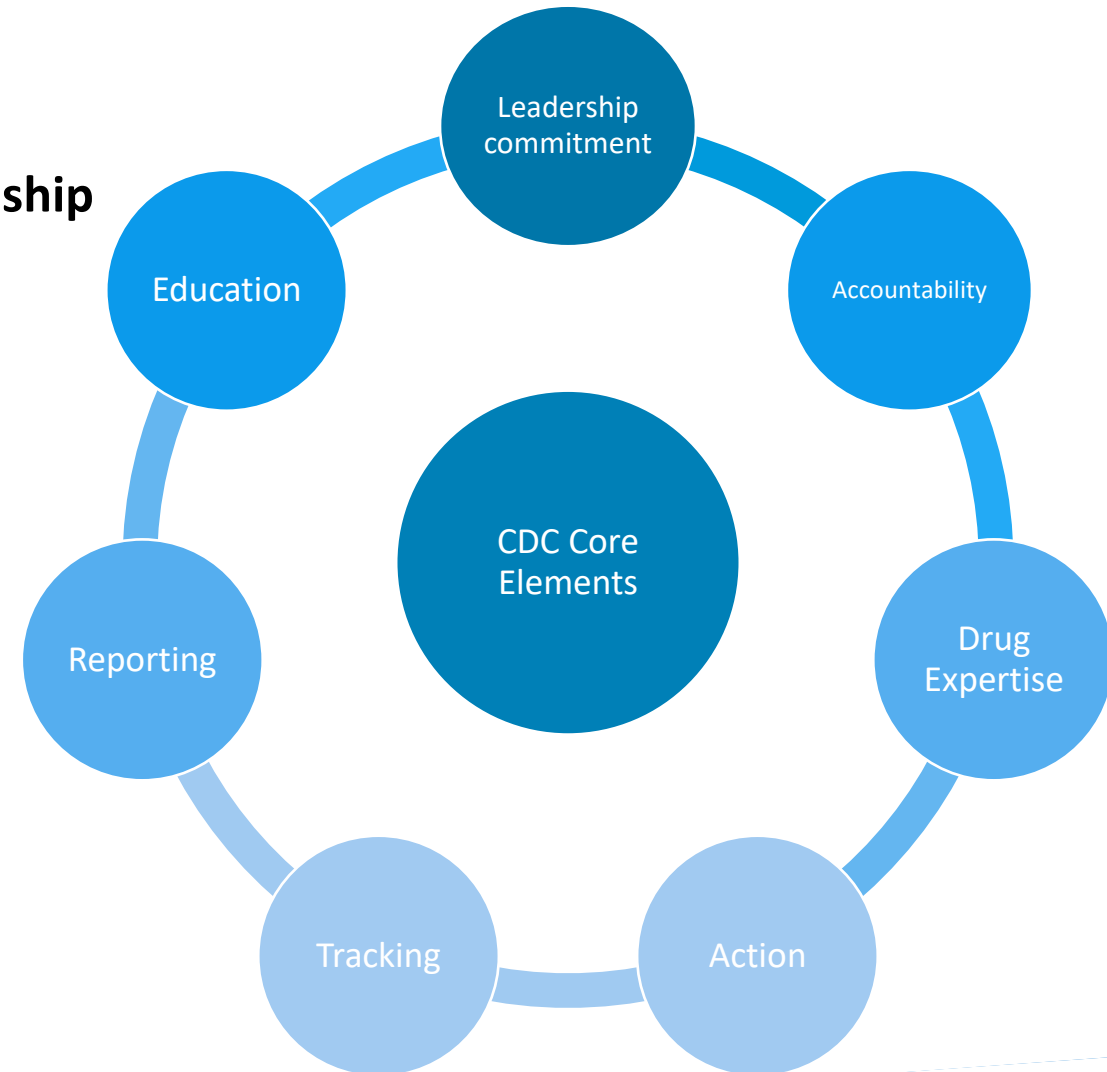 ship
Leadership
commitment
Accountability
Drug
Expertise
Action
Tracking
Reporting
Education
CDC Core
Elements